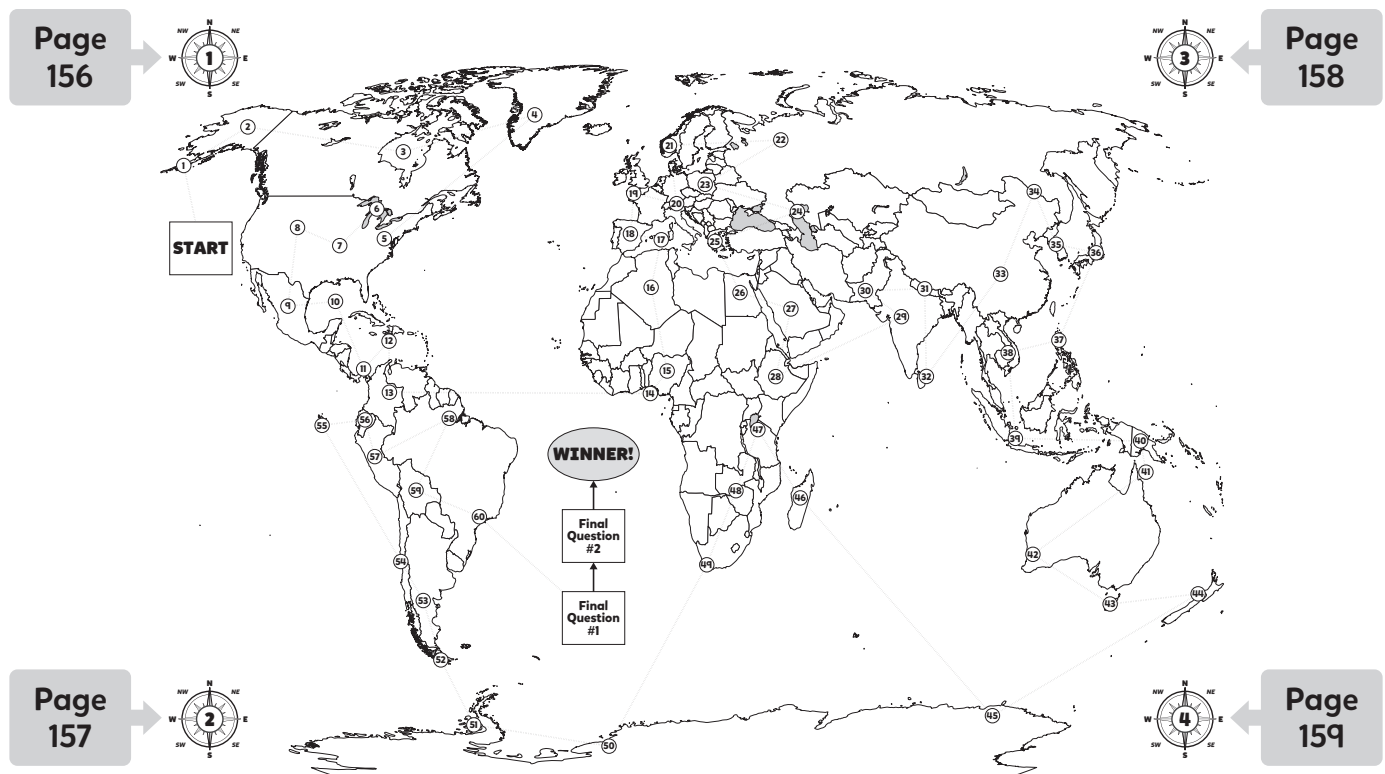 Page
156
N
NW
NE
W
1
E
SW
SE
S
N
NW
NE
W
3
E
SW
SE
S
Page
158
2
4
1
3
21
22
23
19
20
24
34
6
8
5
7
18
17
25
35
36
START
33
16
26
30
31
9
10
27
29
12
38
37
11
15
28
32
13
14
55
56
58
47
39
40
57
WINNER!
41
59
48
46
60
Final
Question
#2
54
49
42
53
Final
Question
#1
43
44
52
51
50
45
Page
157
N
NW
NE
W
2
E
SW
SE
S
N
NW
NE
W
4
E
SW
SE
S
Page
159